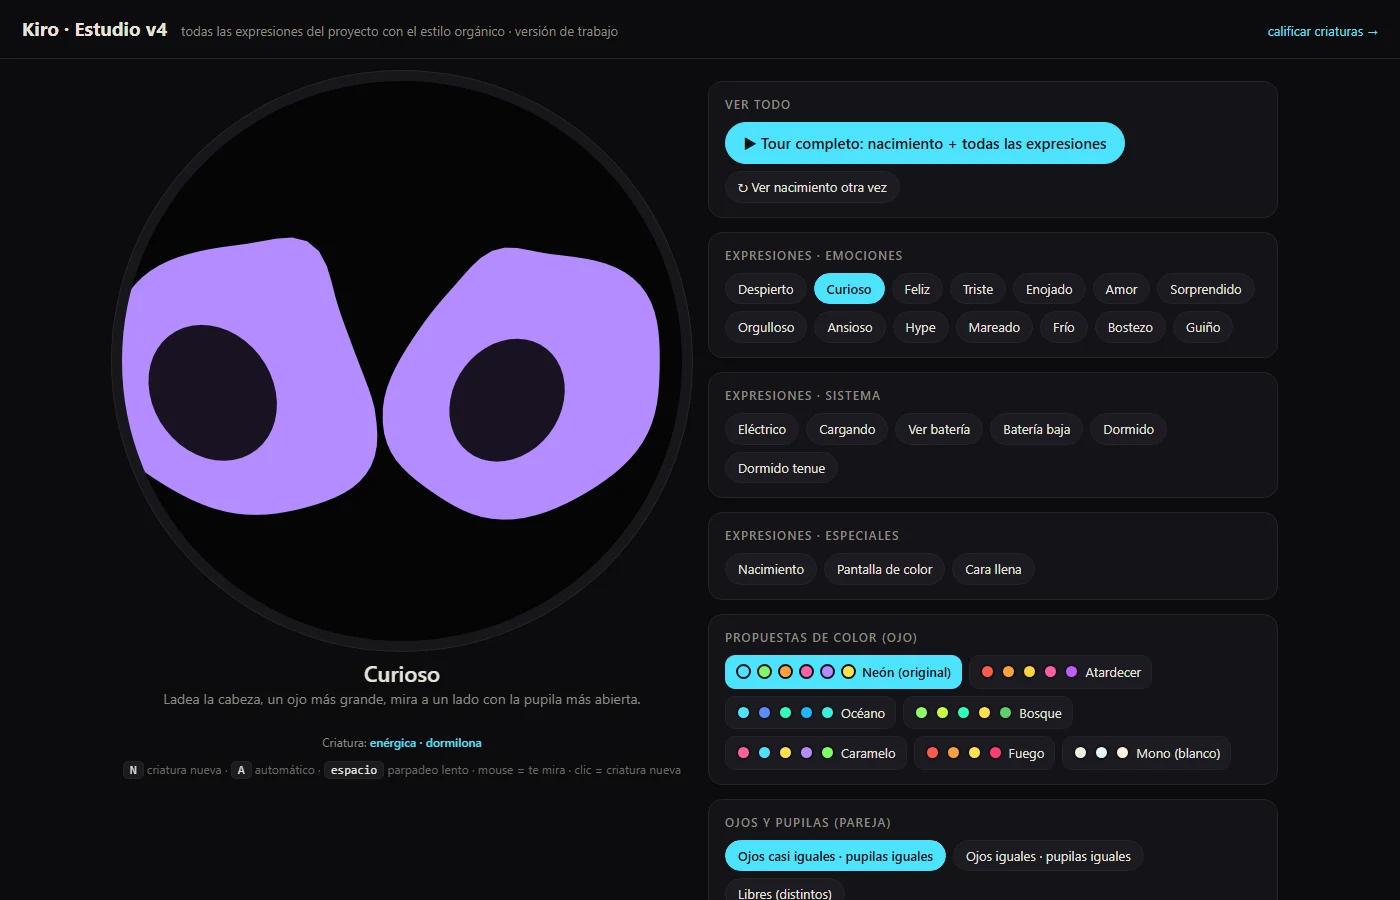 Kiro · Estudio v4 todas las expresiones del proyecto con el estilo orgánico · versión de trabajo
calificar criaturas →
Curioso
Ladea la cabeza, un ojo más grande, mira a un lado con la pupila más abierta.
Criatura: enérgica · dormilona
N criatura nueva · A automático · espacio parpadeo lento · mouse = te mira · clic = criatura nueva
VER TODO
▶ Tour completo: nacimiento + todas las expresiones
↻ Ver nacimiento otra vez
EXPRESIONES · EMOCIONES
Despierto Curioso Feliz Triste Enojado Amor Sorprendido
Orgulloso Ansioso Hype Mareado Frío Bostezo Guiño
EXPRESIONES · SISTEMA
Eléctrico Cargando Ver batería Batería baja Dormido
Dormido tenue
EXPRESIONES · ESPECIALES
Nacimiento Pantalla de color Cara llena
PROPUESTAS DE COLOR (OJO)
Neón (original) Atardecer
Océano Bosque
Caramelo Fuego Mono (blanco)
OJOS Y PUPILAS (PAREJA)
Ojos casi iguales · pupilas iguales Ojos iguales · pupilas iguales
Libres (distintos)